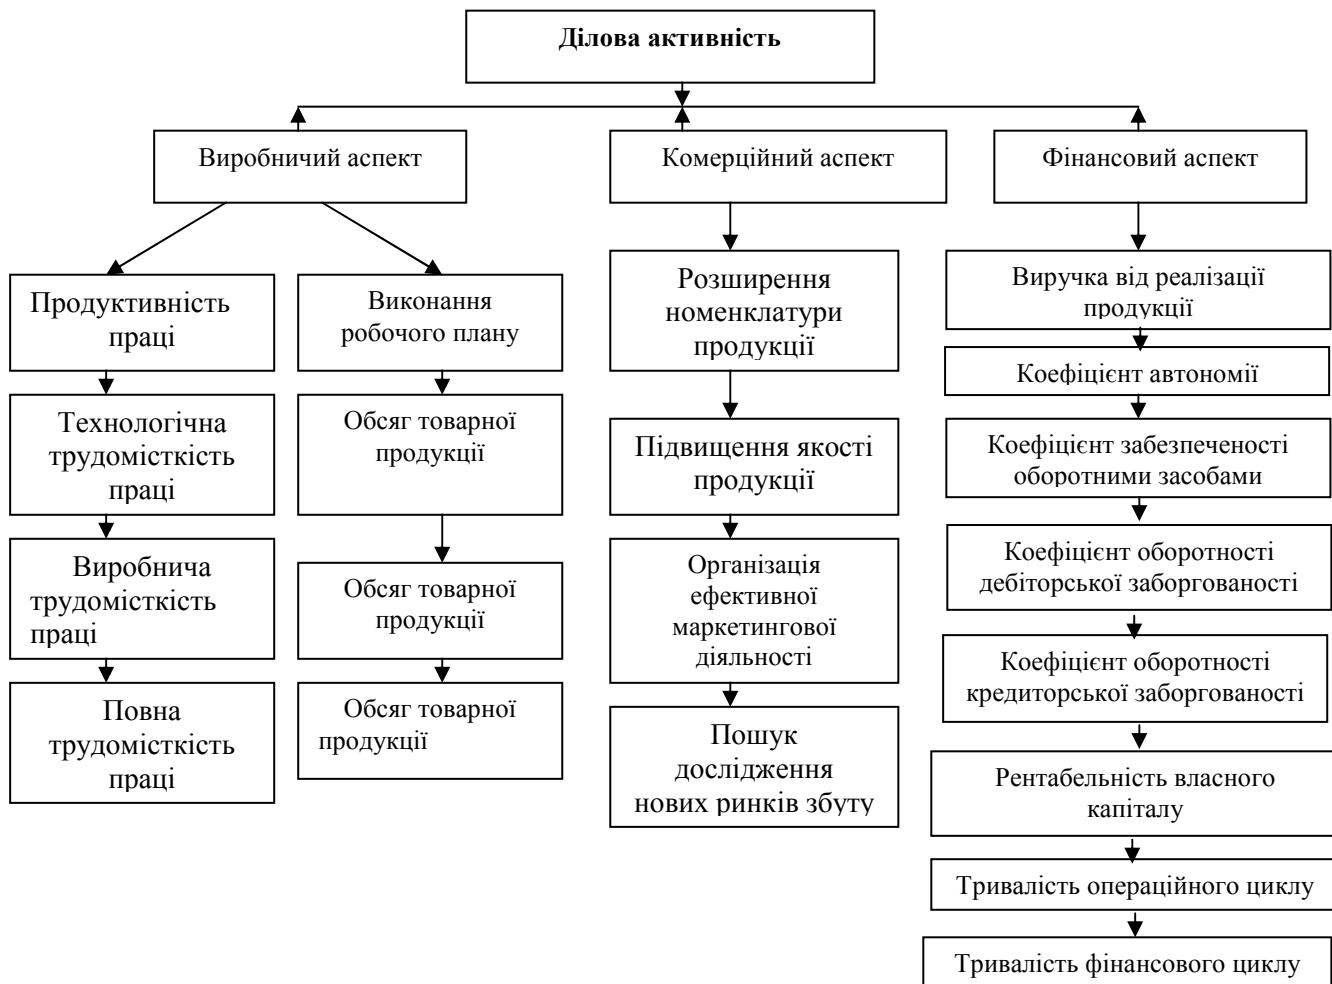 Ділова активність
Виробничий аспект
Комерційний аспект
Фінансовий аспект
Продуктивність
праці
Технологічна
трудомісткість
праці
Виробнича
трудомісткість
праці
Повна
трудомісткість
праці
Виконання
робочого плану
Обсяг товарної
продукції
Обсяг товарної
продукції
Обсяг товарної
продукції
Розширення
номенклатури
продукції
Підвищення якості
продукції
Організація
ефективної
маркетингової
діяльності
Пошук
дослідження
нових ринків збуту
Виручка від реалізації
продукції
Коефіцієнт автономії
Коефіцієнт забезпеченості
оборотними засобами
Коефіцієнт оборотності
дебіторської заборгованості
Коефіцієнт оборотності
кредиторської заборгованості
Рентабельність власного
капіталу
Тривалість операційного циклу
Тривалість фінансового циклу